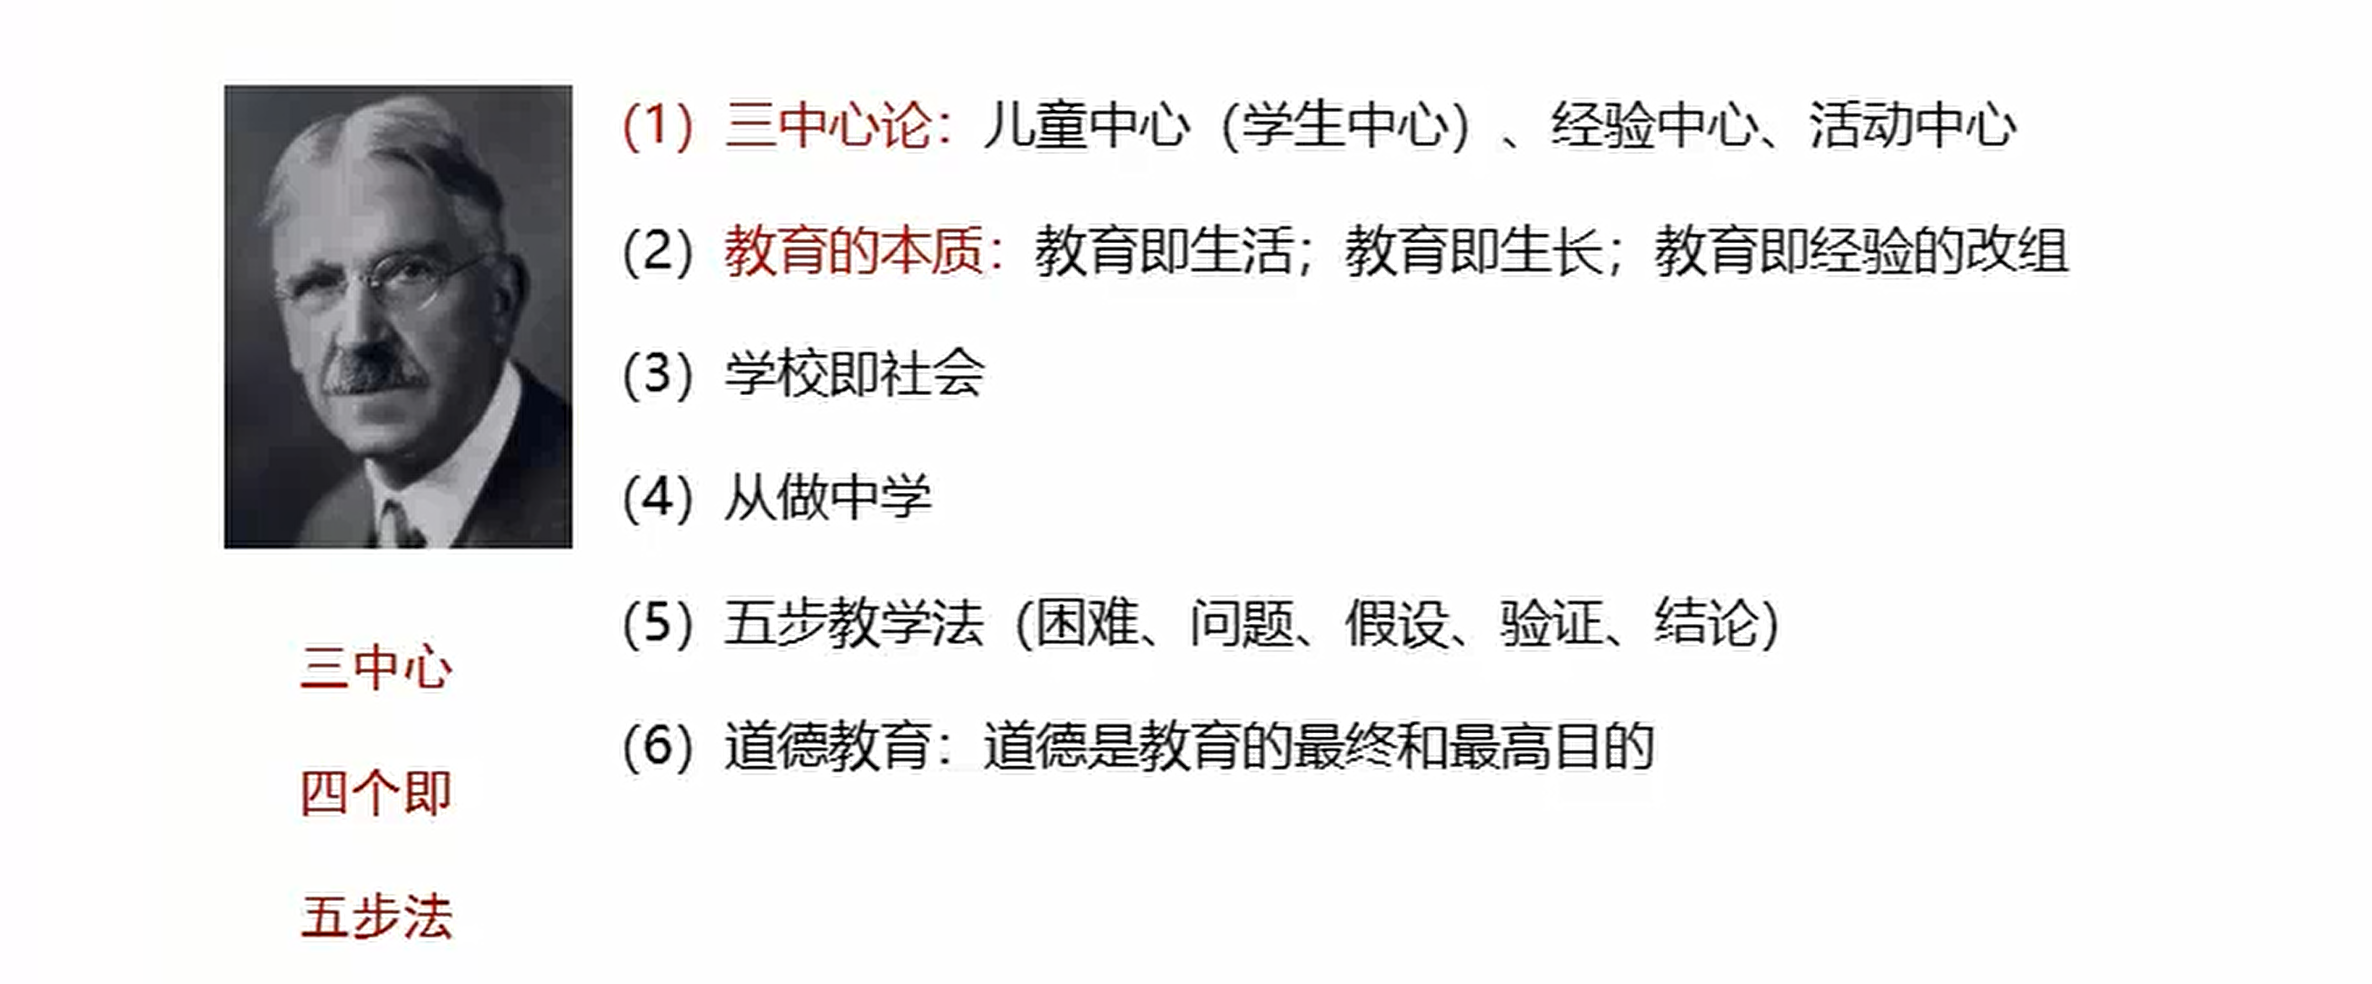 (1) 三中心论：儿童中心（学生中心）、经验中心、活动中心
(2) 教育的本质：教育即生活；教育即生长；教育即经验的改组
(3) 学校即社会
(4) 从做中学
(5) 五步教学法（困难、问题、假设、验证、结论）
(6) 道德教育：道德是教育的最终和最高目的
三中心
四个即
五步法